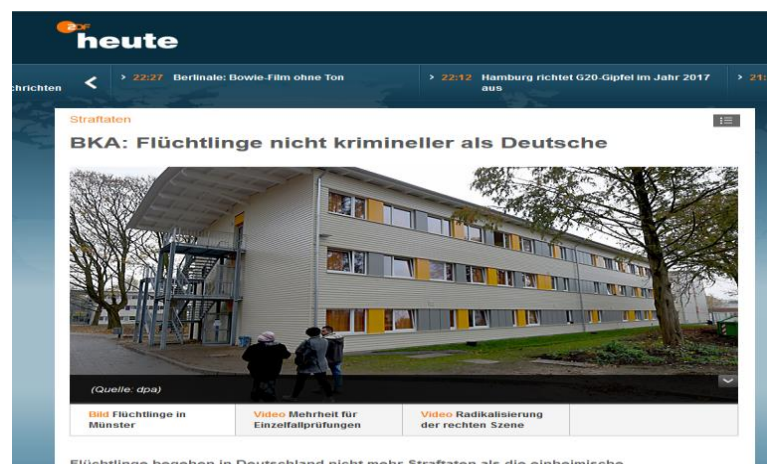 ZDF
heute
chrichten
> 22:27 Berlinale: Bowie-Film ohne Ton
> 22:12 Hamburg richtet G20-Gipfel im Jahr 2017
aus
> 21:
Straftaten
BKA: Flüchtlinge nicht krimineller als Deutsche
(Quelle: dpa)
Bild Flüchtlinge in
Münster
Video Mehrheit für
Einzelfallprüfungen
Video Radikalisierung
der rechten Szene
Flüchtlinge begehen in Deutschland nicht mehr Straftaten als die einheimische